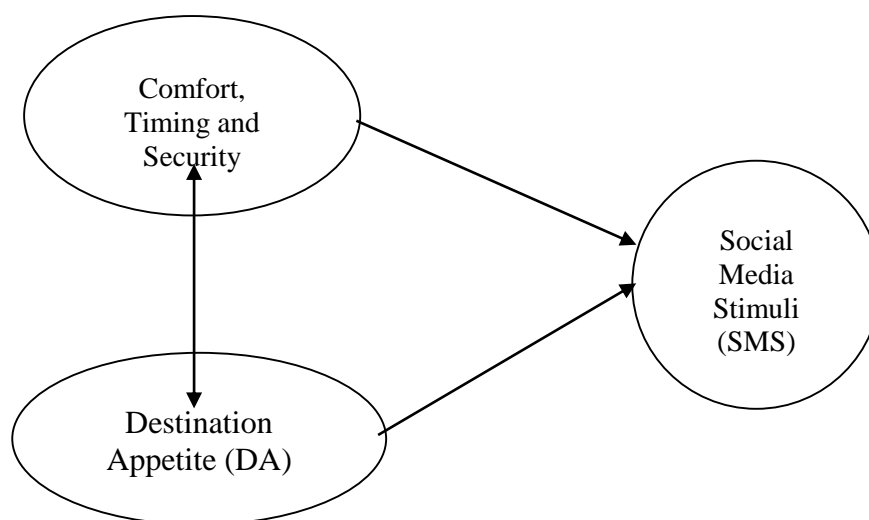 Comfort,
Timing and
Security
Social
Media
Stimuli
(SMS)
Destination
Appetite (DA)